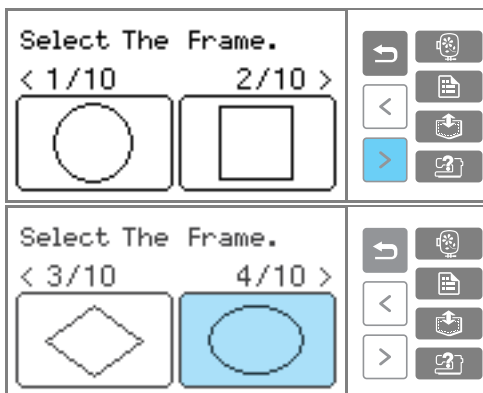 Select The Frame.
< 1/10 2/10 >
<
>
Select The Frame.
< 3/10 4/10 >
<
>